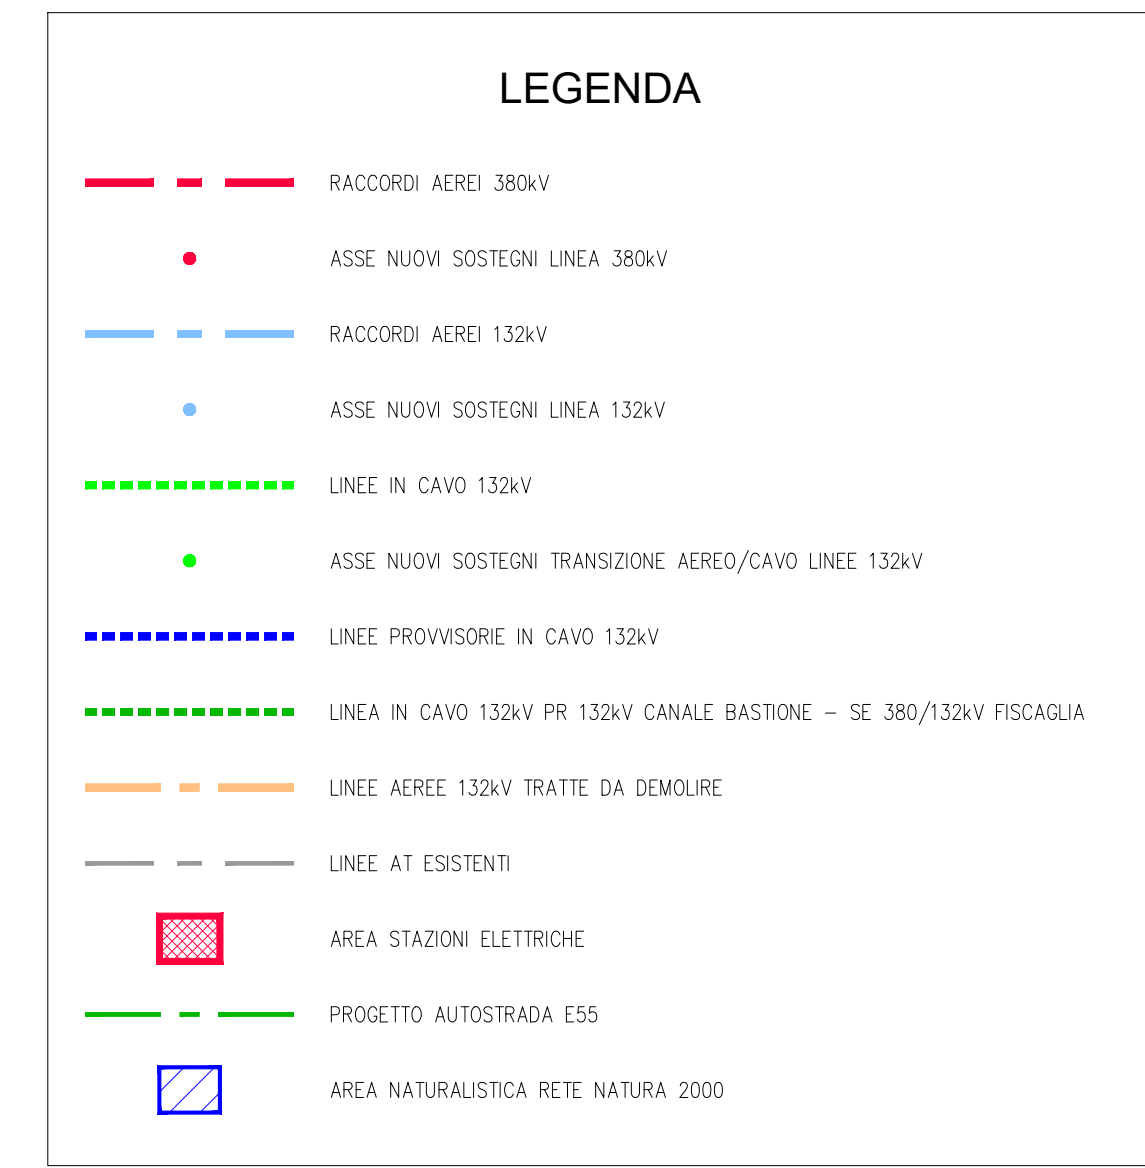 LEGENDA
RACCORDI AEREI 380kV
ASSE NUOVI SOSTEGNI LINEA 380kV
RACCORDI AEREI 132kV
ASSE NUOVI SOSTEGNI LINEA 132kV
LINEE IN CAVO 132kV
ASSE NUOVI SOSTEGNI TRANSIZIONE AEREO/CAVO LINEE 132kV
LINEE PROVVISORIE IN CAVO 132kV
LINEA IN CAVO 132kV PR 132kV CANALE BASTIONE – SE 380/132kV FISCAGLIA
LINEE AEREE 132kV TRATTE DA DEMOLIRE
LINEE AT ESISTENTI
AREA STAZIONI ELETTRICHE
PROGETTO AUTOSTRADA E55
AREA NATURALISTICA RETE NATURA 2000